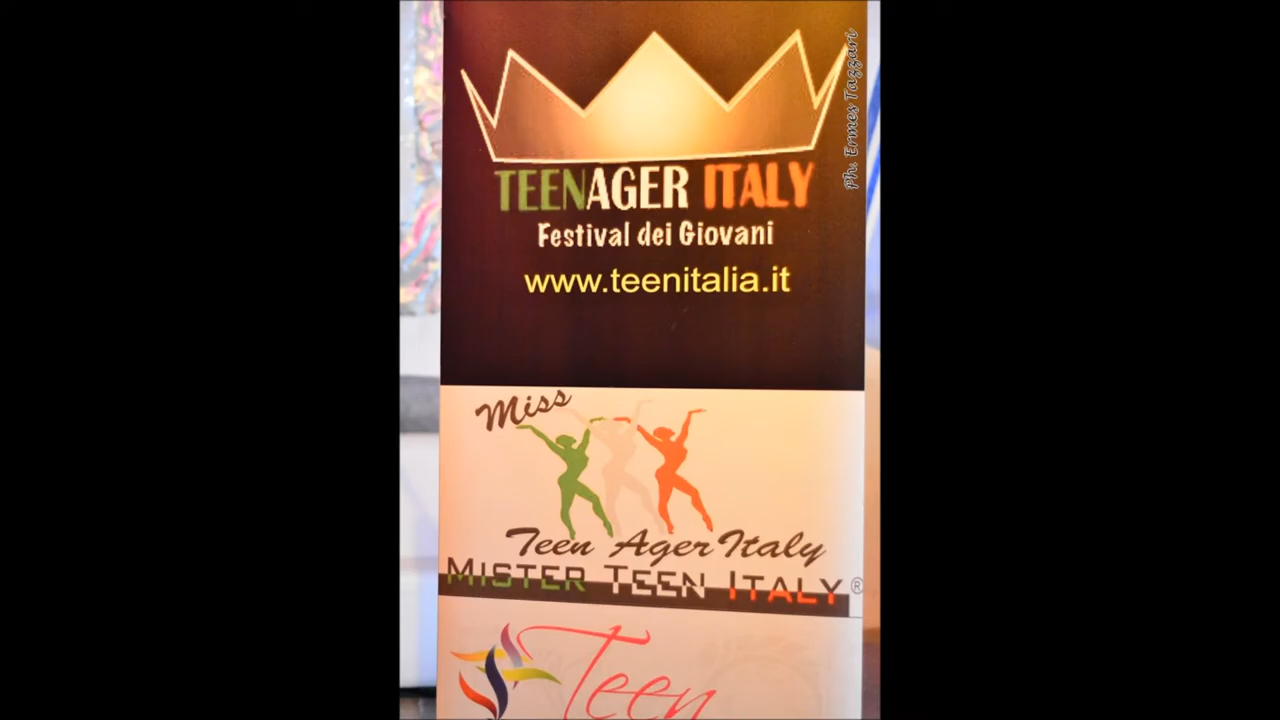 Ph. Ermes Tazzari
TEENAGER ITALY
Festival dei Giovani
www.teenitalia.it
Miss
Teen Ager Italy
MISTER TEEN ITALY ®
Teen